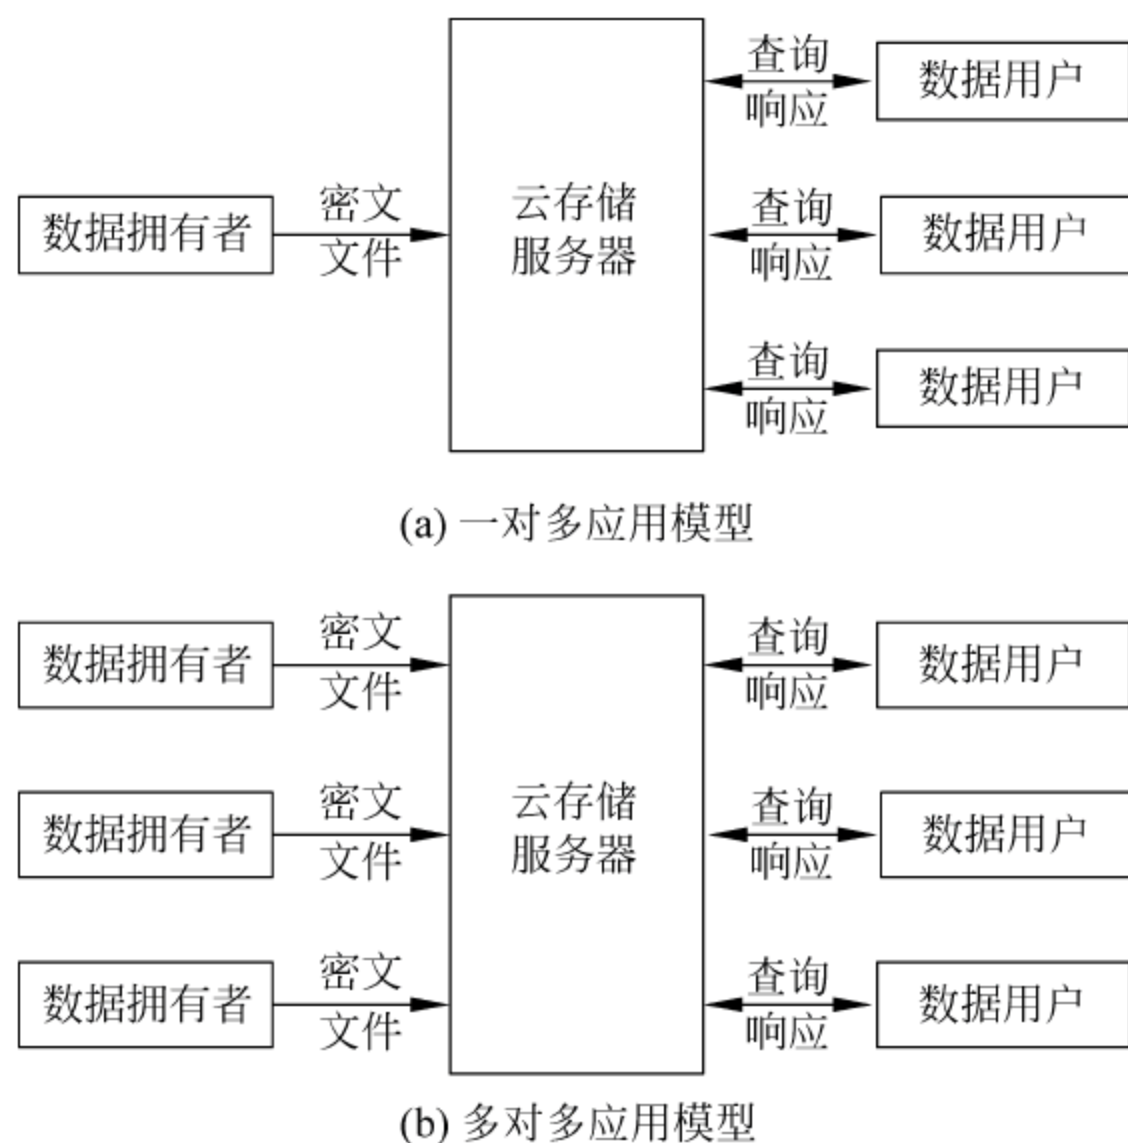 查询
数据用户
响应
密文
云存储
查询
数据拥有者
数据用户
文件
服务器
响应
查询
数据用户
响应
(a) 一对多应用模型
密文
查询
数据拥有者
数据用户
文件
响应
密文
云存储
查询
数据拥有者
数据用户
文件
服务器
响应
密文
查询
数据拥有者
数据用户
文件
响应
(b) 多对多应用模型